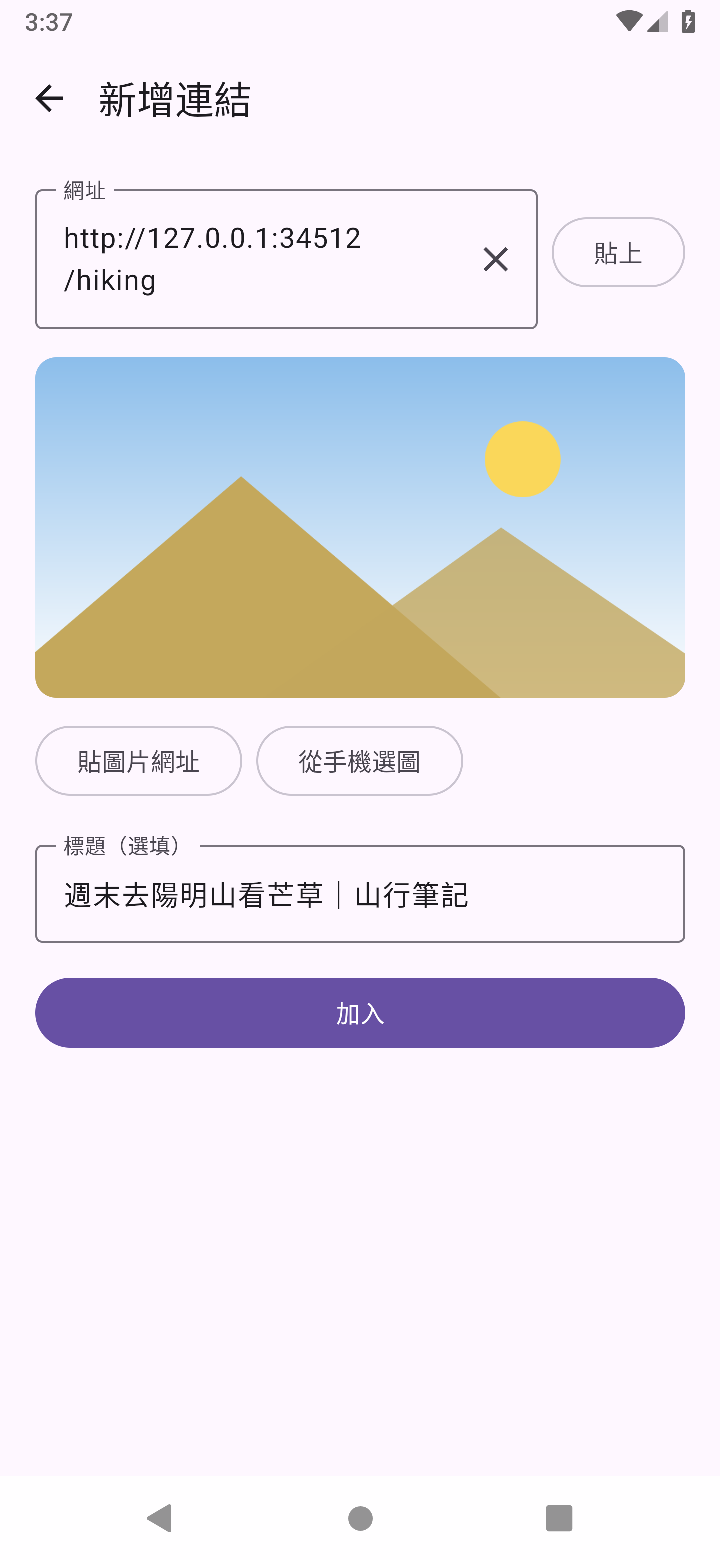 3:37
新增連結
網址
http://127.0.0.1:34512
/hiking
貼上
貼圖片網址
從手機選圖
標題（選填）
週末去陽明山看芒草｜山行筆記
加入